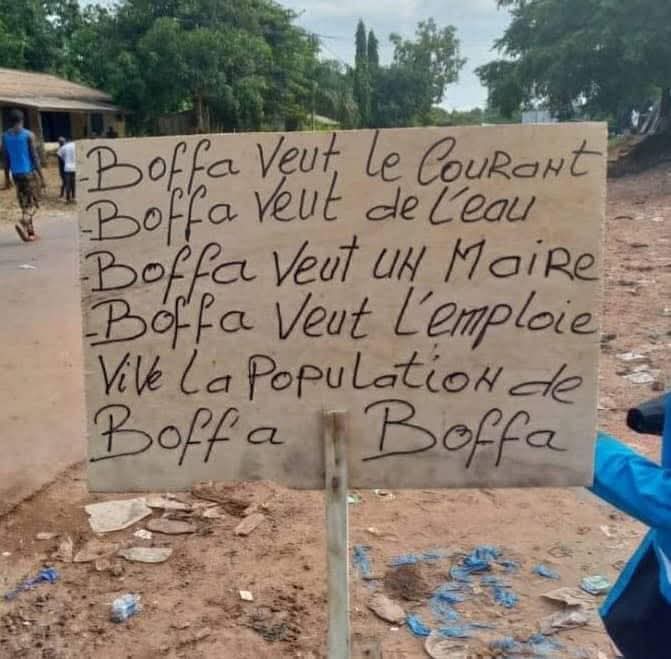 -Boffa Veut le Courant
-Boffa Veut de l'eau
-Boffa Veut un Maire
-Boffa Veut l'emploie
Vive la Population de
Boffa Boffa